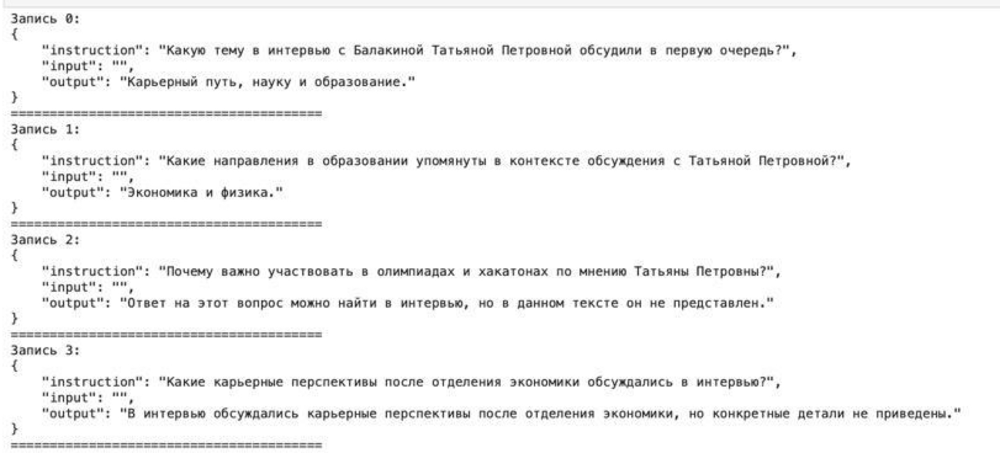 Запись 0:
{
    "instruction": "Какую тему в интервью с Балакиной Татьяной Петровной обсудили в первую очередь?",
    "input": "",
    "output": "Карьерный путь, науку и образование."
}
========================================
Запись 1:
{
    "instruction": "Какие направления в образовании упомянуты в контексте обсуждения с Татьяной Петровной?",
    "input": "",
    "output": "Экономика и физика."
}
========================================
Запись 2:
{
    "instruction": "Почему важно участвовать в олимпиадах и хакатонах по мнению Татьяны Петровны?",
    "input": "",
    "output": "Ответ на этот вопрос можно найти в интервью, но в данном тексте он не представлен."
}
========================================
Запись 3:
{
    "instruction": "Какие карьерные перспективы после отделения экономики обсуждались в интервью?",
    "input": "",
    "output": "В интервью обсуждались карьерные перспективы после отделения экономики, но конкретные детали не приведены."
}
========================================